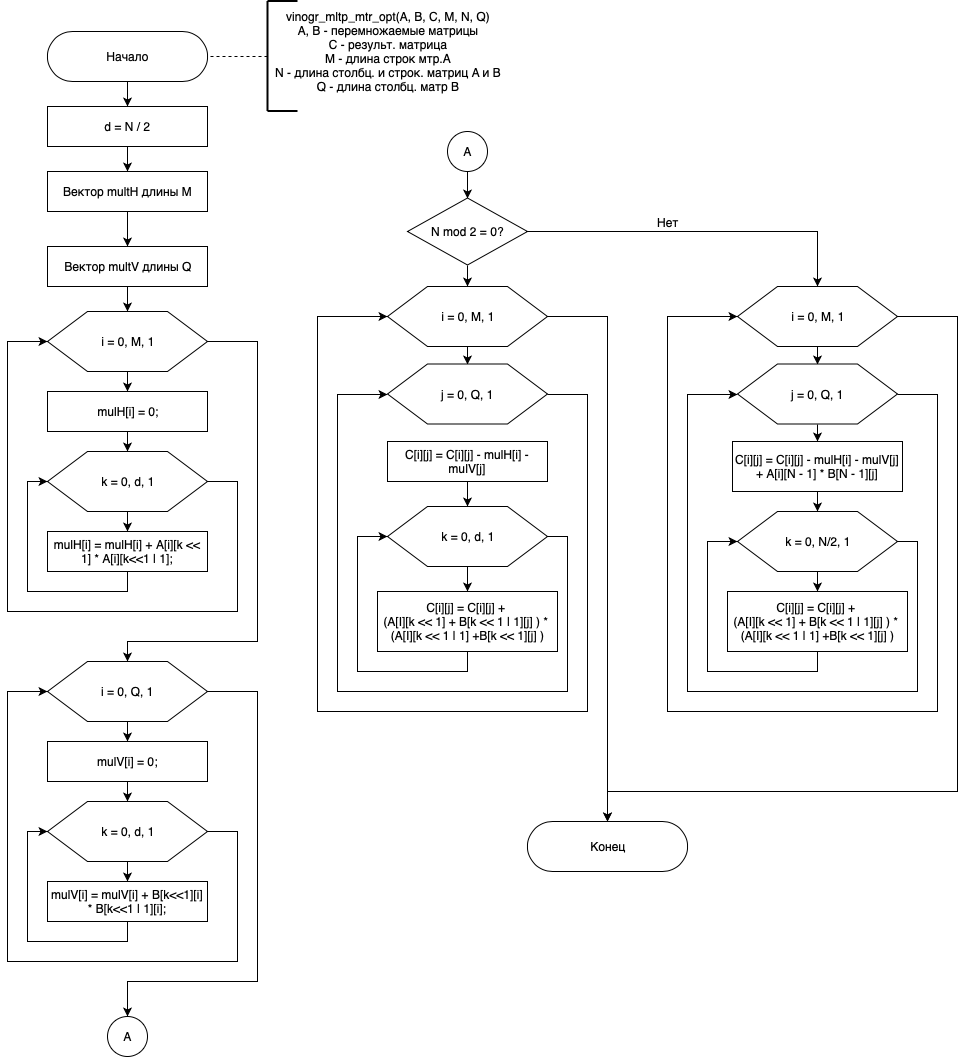 vinogr_mltp_mtr_opt(A, B, C, M, N, Q)
A, B - перемножаемые матрицы
C - результ. матрица
M - длина строк мтр.A
N - длина столбц. и строк. матриц A и B
Q - длина столбц. матр B
Начало
d = N / 2
Вектор multH длины M
Вектор multV длины Q
i = 0, M, 1
mulH[i] = 0;
k = 0, d, 1
mulH[i] = mulH[i] + A[i][k <<
1] * A[i][k<<1 | 1];
i = 0, Q, 1
mulV[i] = 0;
k = 0, d, 1
mulV[i] = mulV[i] + B[k<<1][i]
* B[k<<1 | 1][i];
A
A
N mod 2 = 0?
Нет
i = 0, M, 1
j = 0, Q, 1
C[i][j] = C[i][j] - mulH[i] -
mulV[j]
k = 0, d, 1
C[i][j] = C[i][j] +
(A[I][k << 1] + B[k << 1 | 1][j] ) *
(A[I][k << 1 | 1] +B[k << 1][j] )
i = 0, M, 1
j = 0, Q, 1
C[i][j] = C[i][j] - mulH[i] - mulV[j]
+ A[i][N - 1] * B[N - 1][j]
k = 0, N/2, 1
C[i][j] = C[i][j] +
(A[I][k << 1] + B[k << 1 | 1][j] ) *
(A[I][k << 1 | 1] +B[k << 1][j] )
Конец